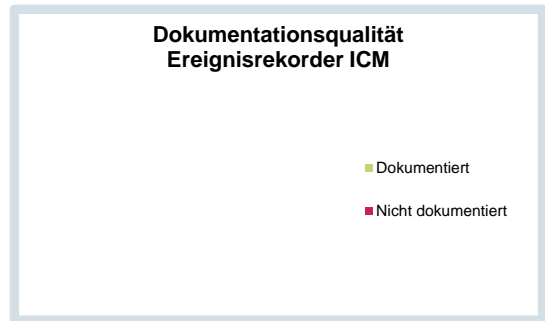 Dokumentationsqualität
Ereignisrekorder ICM
Dokumentiert
Nicht dokumentiert